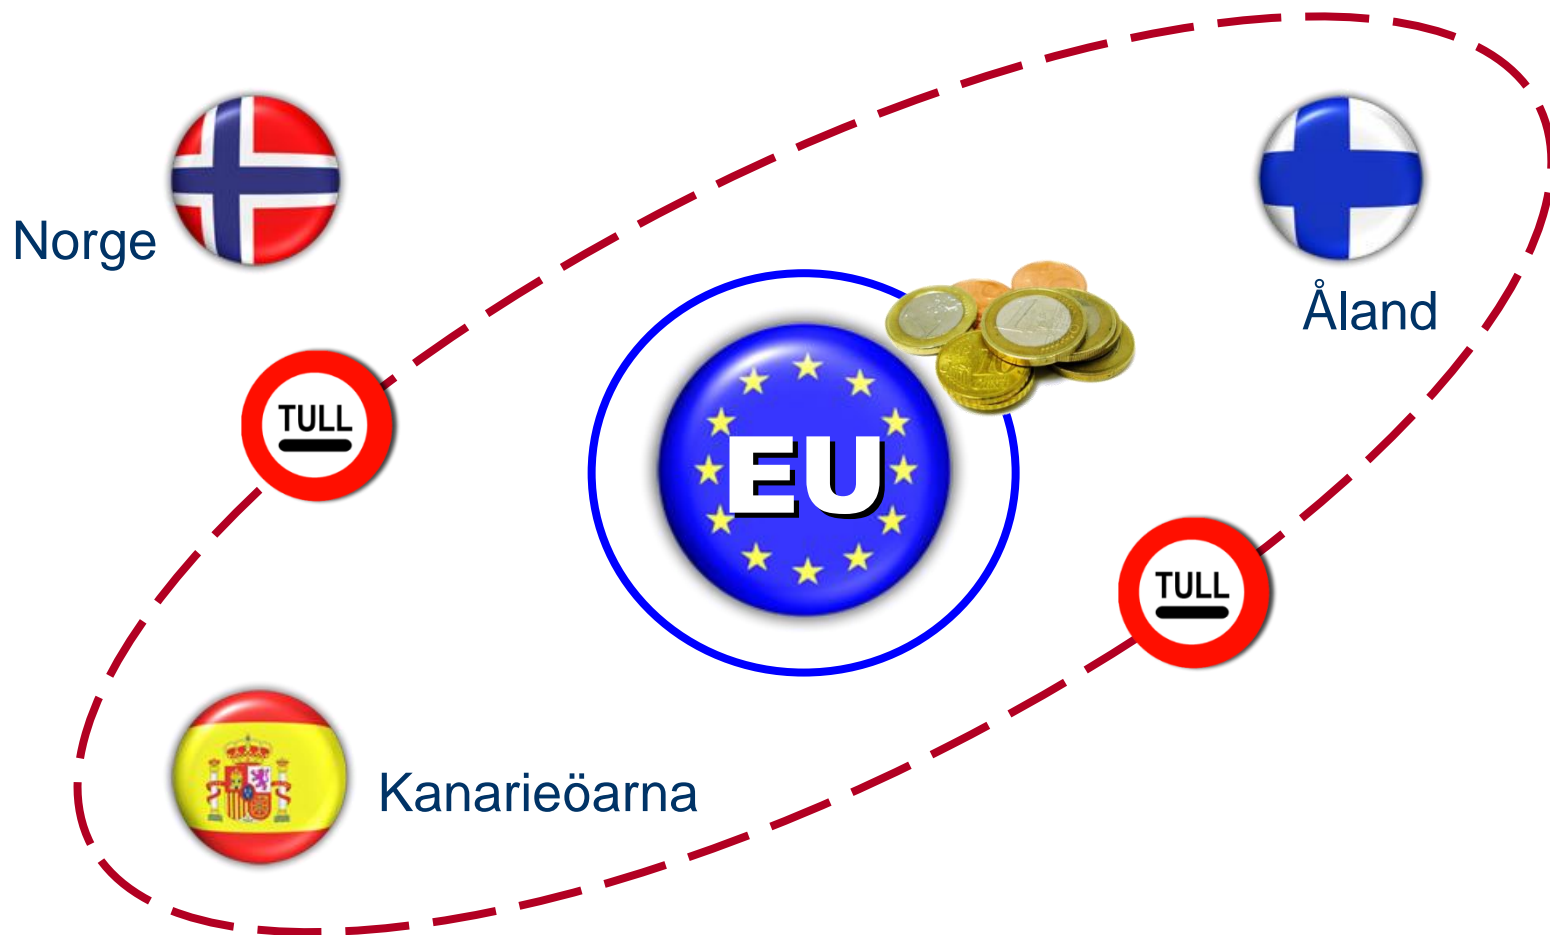 Norge
Åland
TULL
EU
TULL
Kanarieöarna